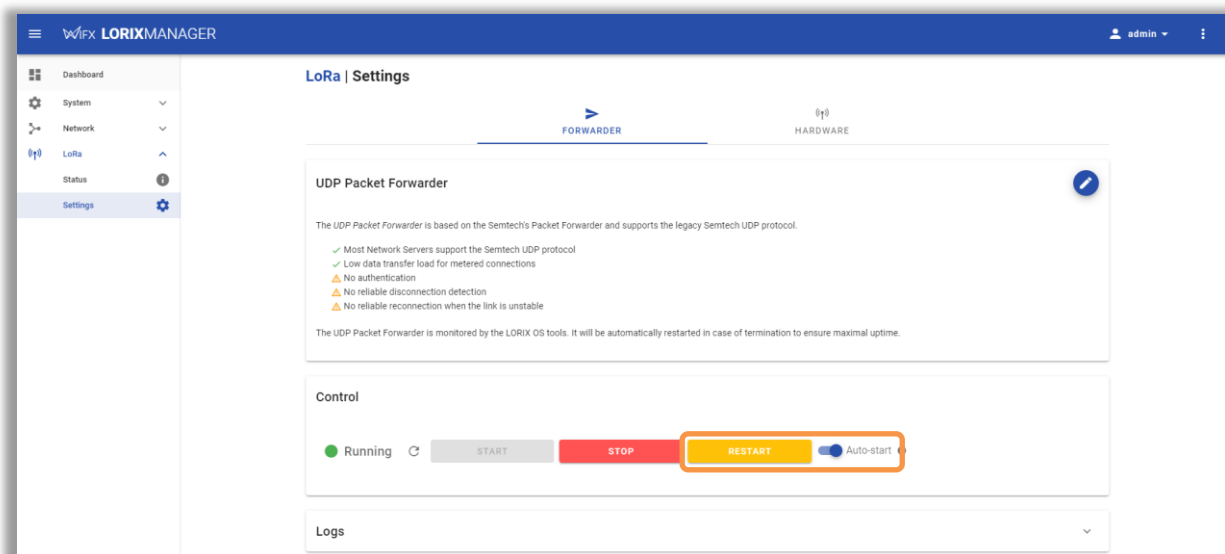 WIFX LORIXMANAGER
admin
Dashboard
System
Network
LoRa
Status
Settings
LoRa | Settings
FORWARDER
HARDWARE
UDP Packet Forwarder
The UDP Packet Forwarder is based on the Semtech's Packet Forwarder and supports the legacy Semtech UDP protocol.
Most Network Servers support the Semtech UDP protocol
Low data transfer load for metered connections
No authentication
No reliable disconnection detection
No reliable reconnection when the link is unstable
The UDP Packet Forwarder is monitored by the LORIX OS tools. It will be automatically restarted in case of termination to ensure maximal uptime.
Control
Running
START
STOP
RESTART
Auto-start
Logs